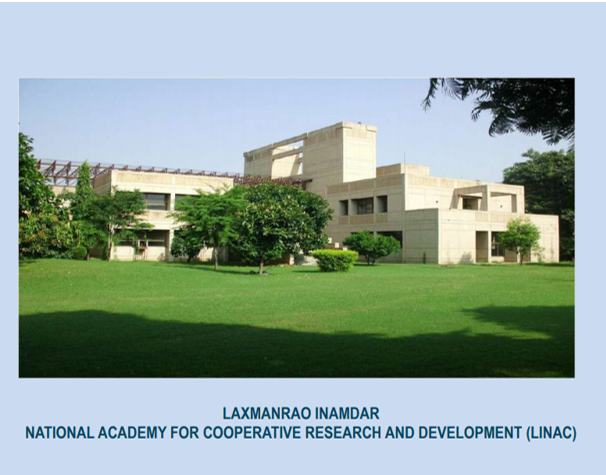 LAXMANRAO INAMDAR
NATIONAL ACADEMY FOR COOPERATIVE RESEARCH AND DEVELOPMENT (LINAC)